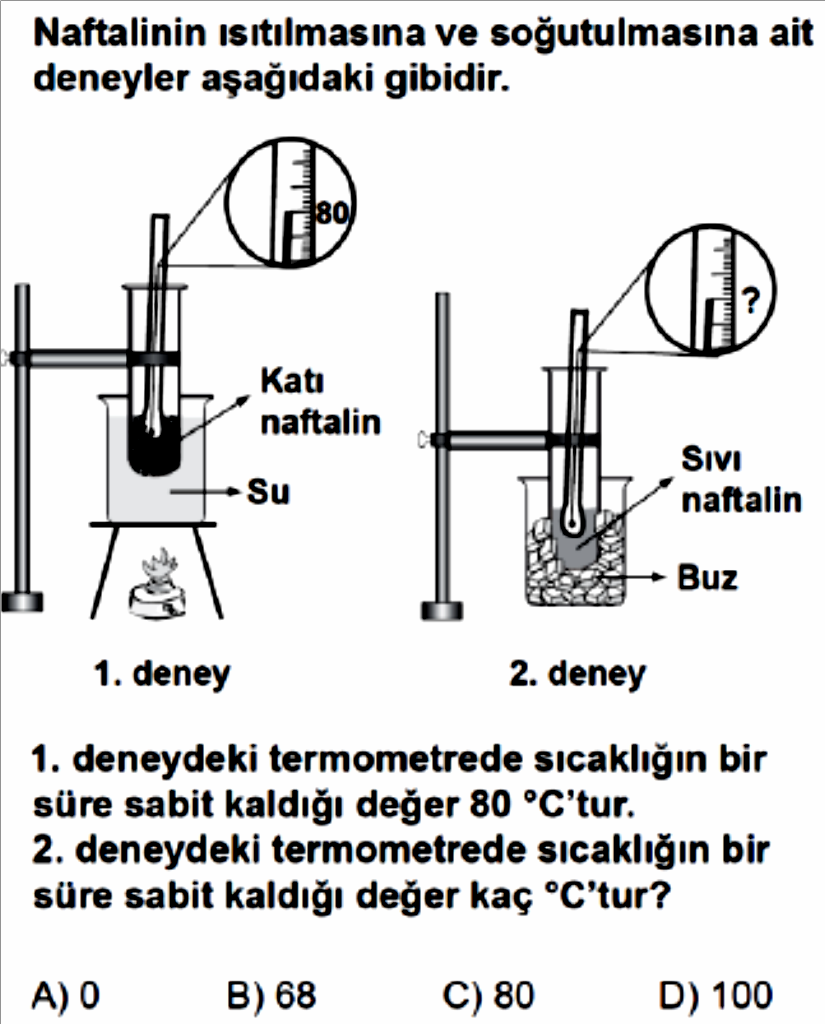 Naftalinin ısıtılmasına ve soğutulmasına ait
deneyler aşağıdaki gibidir.
80
?
Katı
naftalin
Su
Sıvı
naftalin
Buz
1. deney
2. deney
1. deneydeki termometrede sıcaklığın bir
süre sabit kaldığı değer 80 °C’tur.
2. deneydeki termometrede sıcaklığın bir
süre sabit kaldığı değer kaç °C’tur?
A) 0 B) 68 C) 80 D) 100